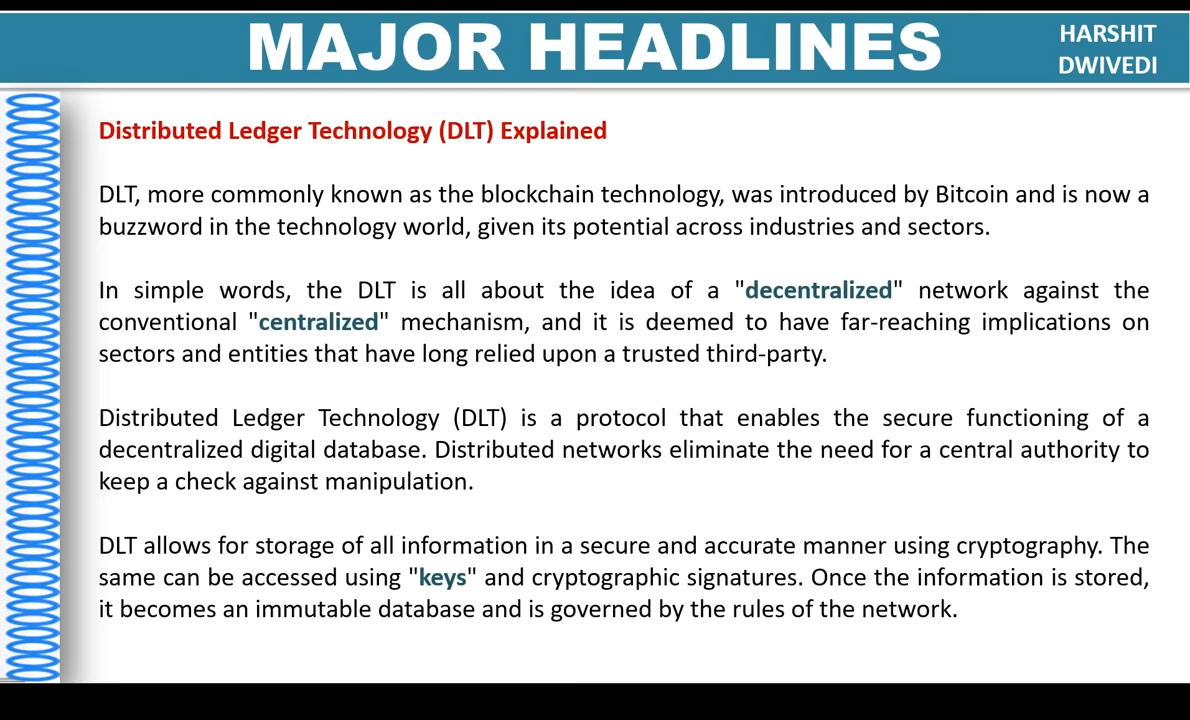 MAJOR HEADLINES
HARSHIT
DWIVEDI
Distributed Ledger Technology (DLT) Explained
DLT, more commonly known as the blockchain technology, was introduced by Bitcoin and is now a
buzzword in the technology world, given its potential across industries and sectors.
In simple words, the DLT is all about the idea of a "decentralized" network against the
conventional "centralized" mechanism, and it is deemed to have far-reaching implications on
sectors and entities that have long relied upon a trusted third-party.
Distributed Ledger Technology (DLT) is a protocol that enables the secure functioning of a
decentralized digital database. Distributed networks eliminate the need for a central authority to
keep a check against manipulation.
DLT allows for storage of all information in a secure and accurate manner using cryptography. The
same can be accessed using "keys" and cryptographic signatures. Once the information is stored,
it becomes an immutable database and is governed by the rules of the network.